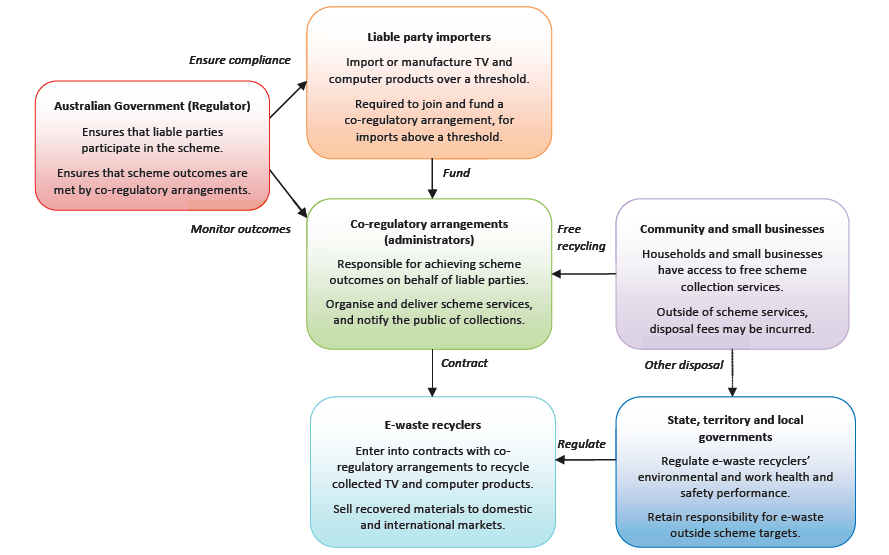 Liable party importers
Import or manufacture TV and
computer products over a threshold.
Required to join and fund a
co-regulatory arrangement, for
imports above a threshold.
Ensure compliance
Australian Government (Regulator)
Ensures that liable parties
participate in the scheme.
Ensures that scheme outcomes are
met by co-regulatory arrangements.
Monitor outcomes
Fund
Co-regulatory arrangements
(administrators)
Responsible for achieving scheme
outcomes on behalf of liable parties.
Organise and deliver scheme services,
and notify the public of collections.
Free
recycling
Community and small businesses
Households and small businesses
have access to free scheme
collection services.
Outside of scheme services,
disposal fees may be incurred.
Contract
Other disposal
E-waste recyclers
Enter into contracts with co-
regulatory arrangements to recycle
collected TV and computer products.
Sell recovered materials to domestic
and international markets.
Regulate
State, territory and local
governments
Regulate e-waste recyclers'
environmental and work health and
safety performance.
Retain responsibility for e-waste
outside scheme targets.